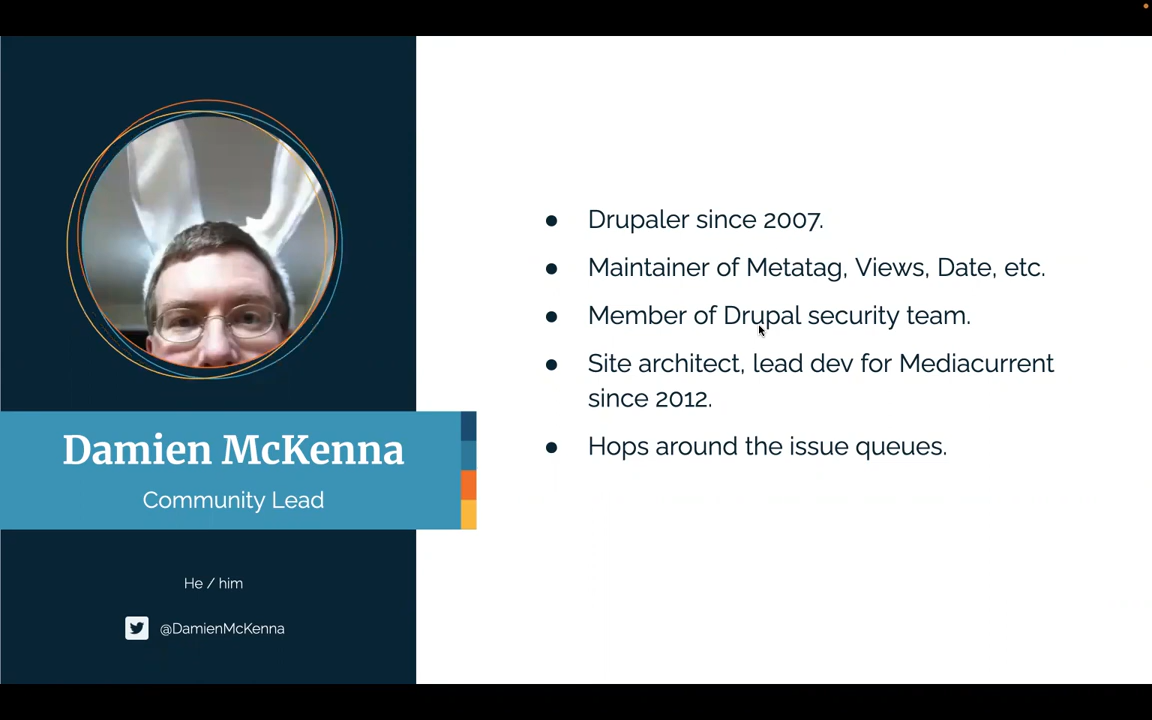 Damien McKenna
Community Lead
He / him
@DamienMcKenna
● Drupaler since 2007.
● Maintainer of Metatag, Views, Date, etc.
● Member of Drupal security team.
● Site architect, lead dev for Mediacurrent
since 2012.
● Hops around the issue queues.